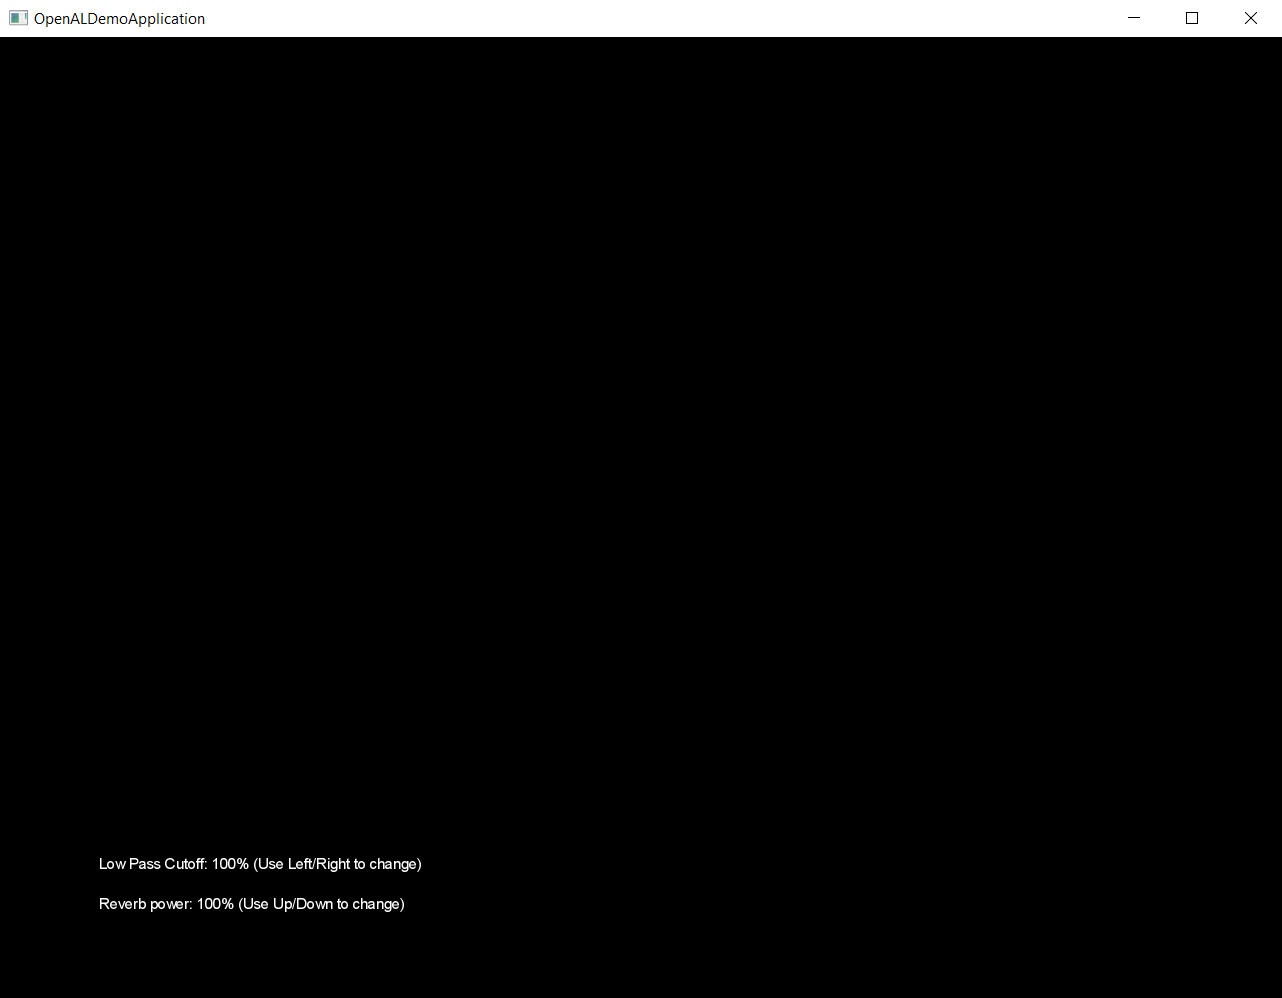 OpenALDemoApplication
Low Pass Cutoff: 100% (Use Left/Right to change)
Reverb power: 100% (Use Up/Down to change)